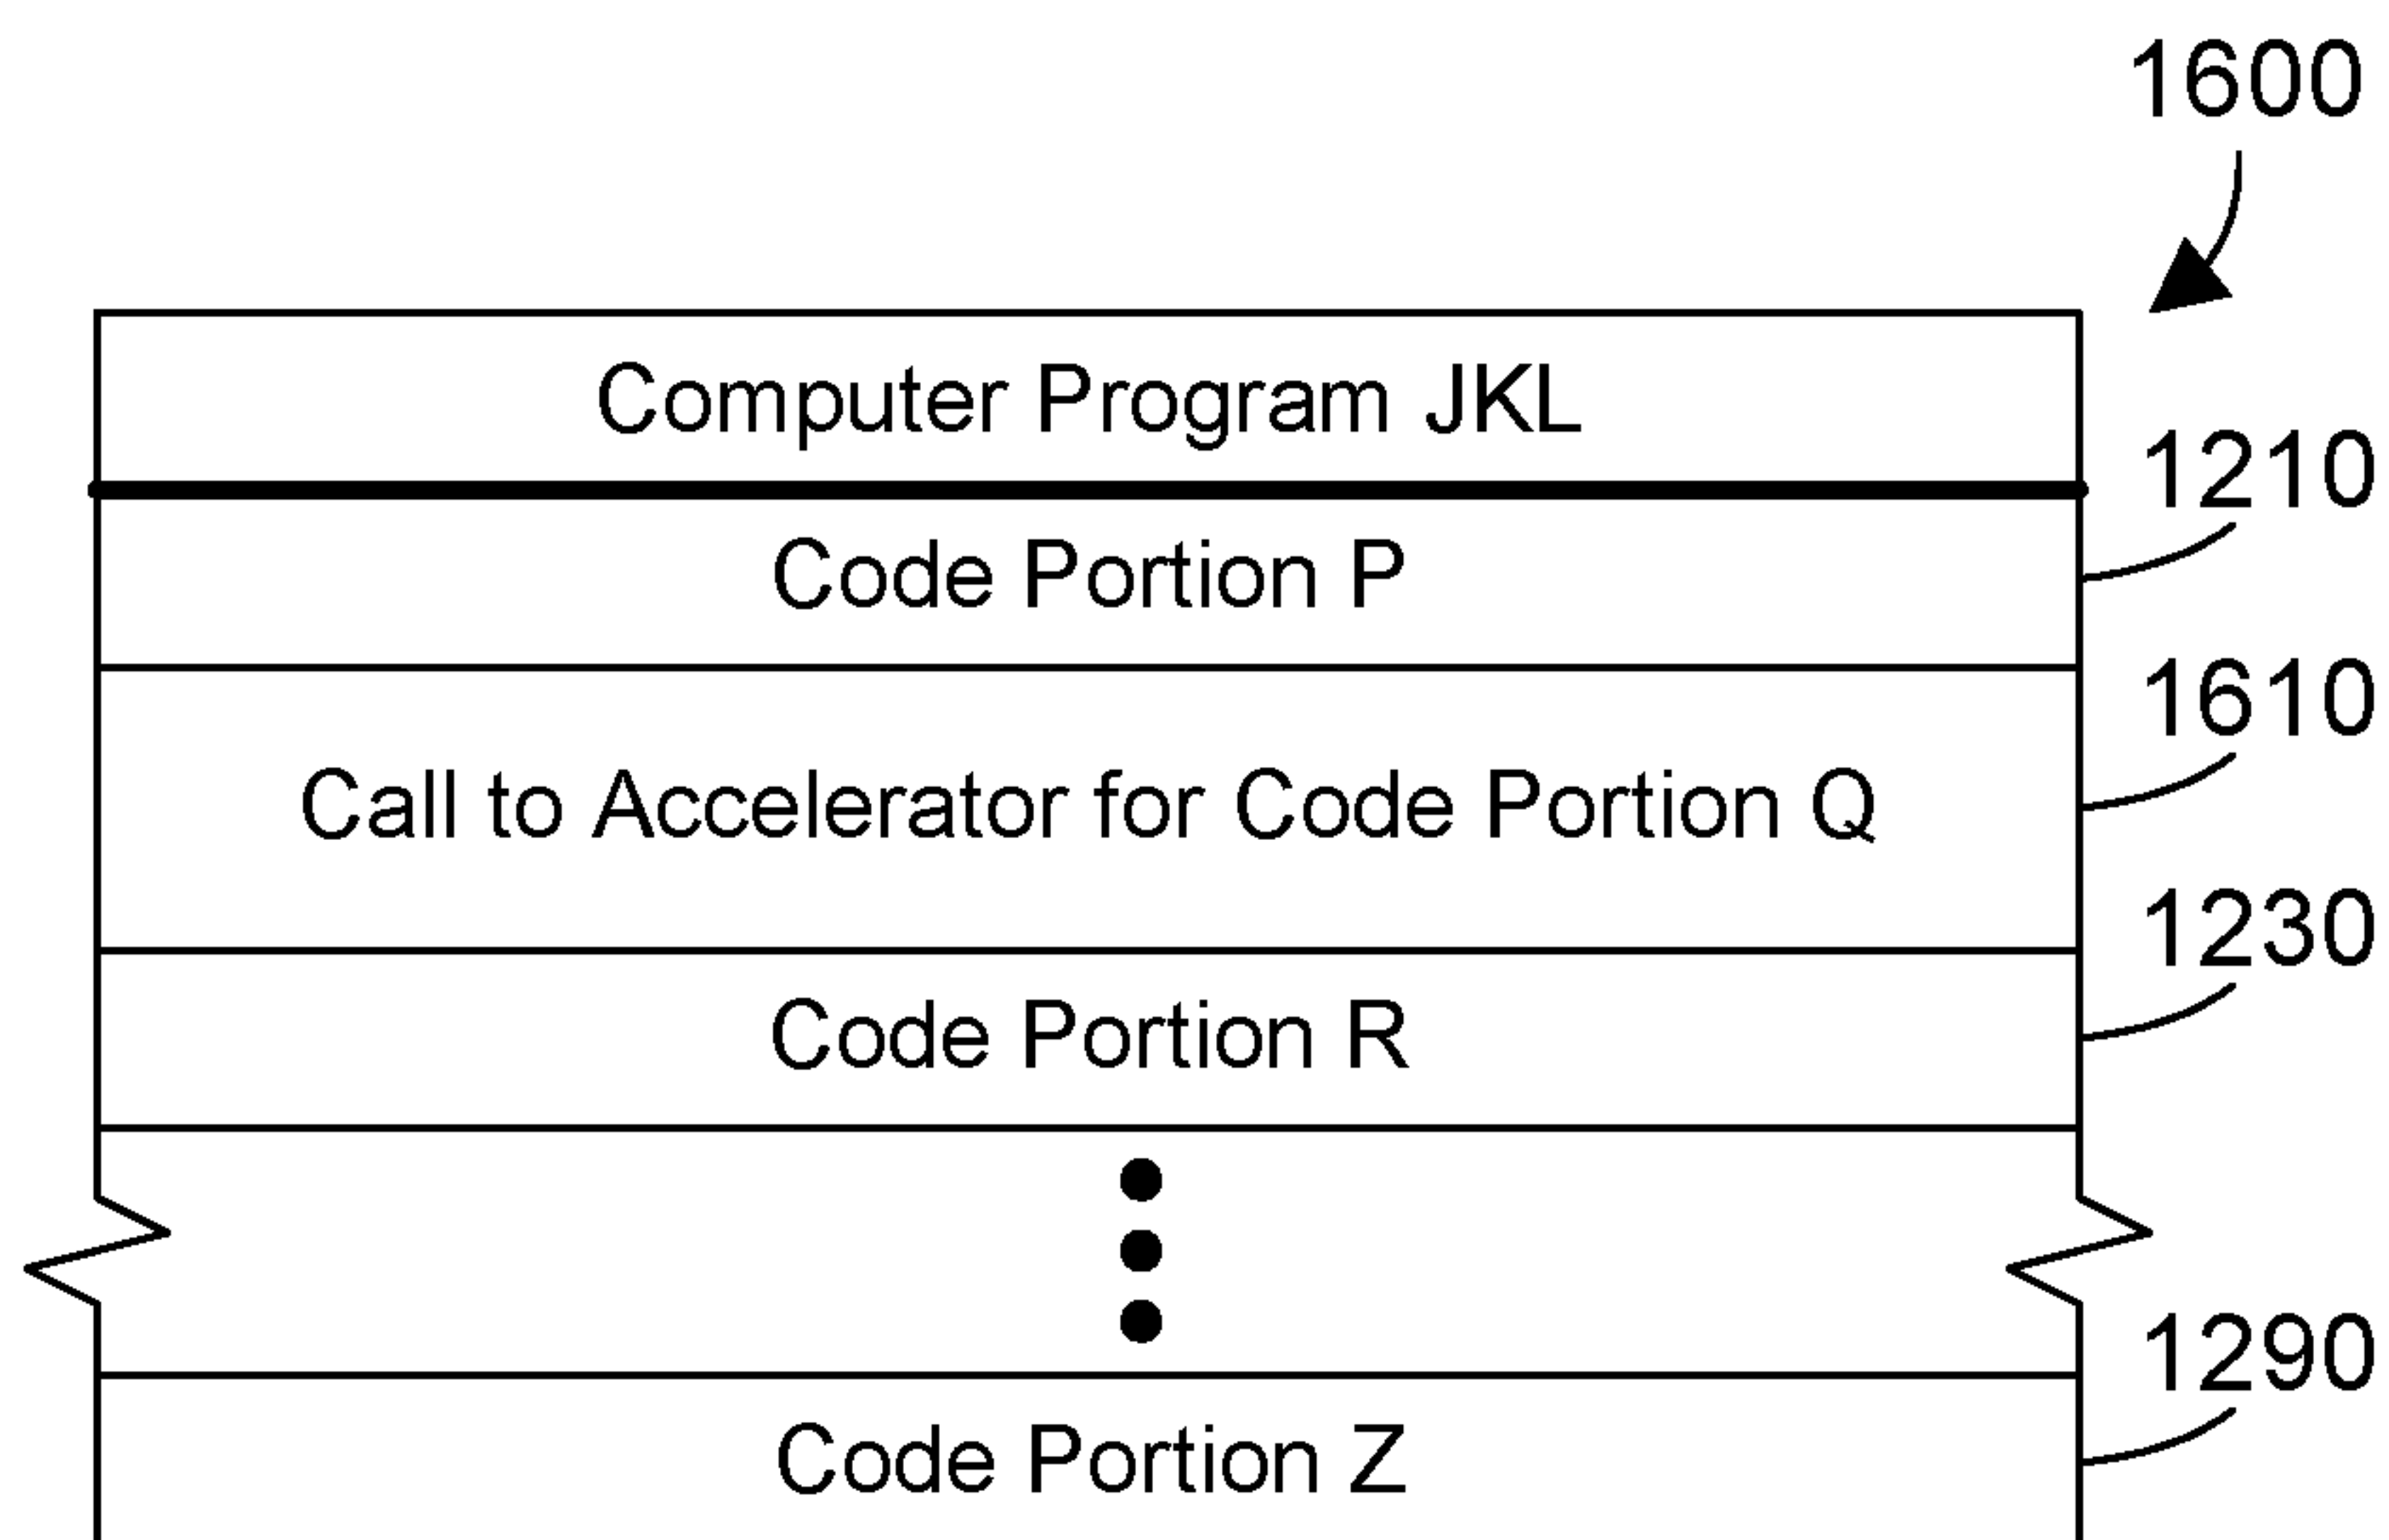 1600
Computer Program JKL
1210
Code Portion P
1610
Call to Accelerator for Code Portion Q
1230
Code Portion R
1290
Code Portion Z